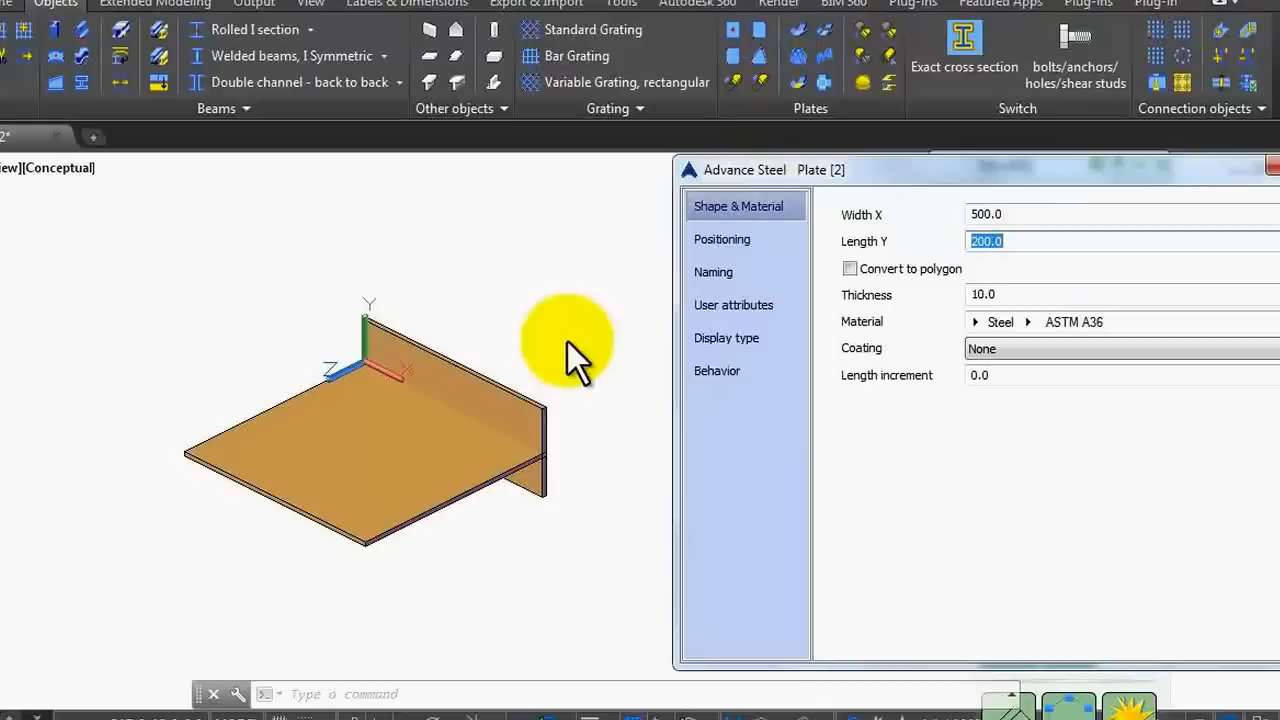 Objects Extended Modeling Output View Labels & Dimensions Export & Import Tools Autodesk 360 Render BIM 360 Plug-ins Featured Apps Plug-ins Plug-in
Rolled I section Standard Grating
Welded beams, I Symmetric Bar Grating Exact cross section bolts/anchors/
Double channel - back to back Variable Grating, rectangular holes/shear studs
Beams Other objects Grating Plates Switch Connection objects
2*
iew][Conceptual]
Advance Steel Plate [2]
Shape & Material Width X 500.0
Positioning Length Y 200.0
Convert to polygon
Naming
Thickness 10.0
User attributes
Material Steel ASTM A36
Display type Coating None
Behavior Length increment 0.0
Y
Z X
Type a command